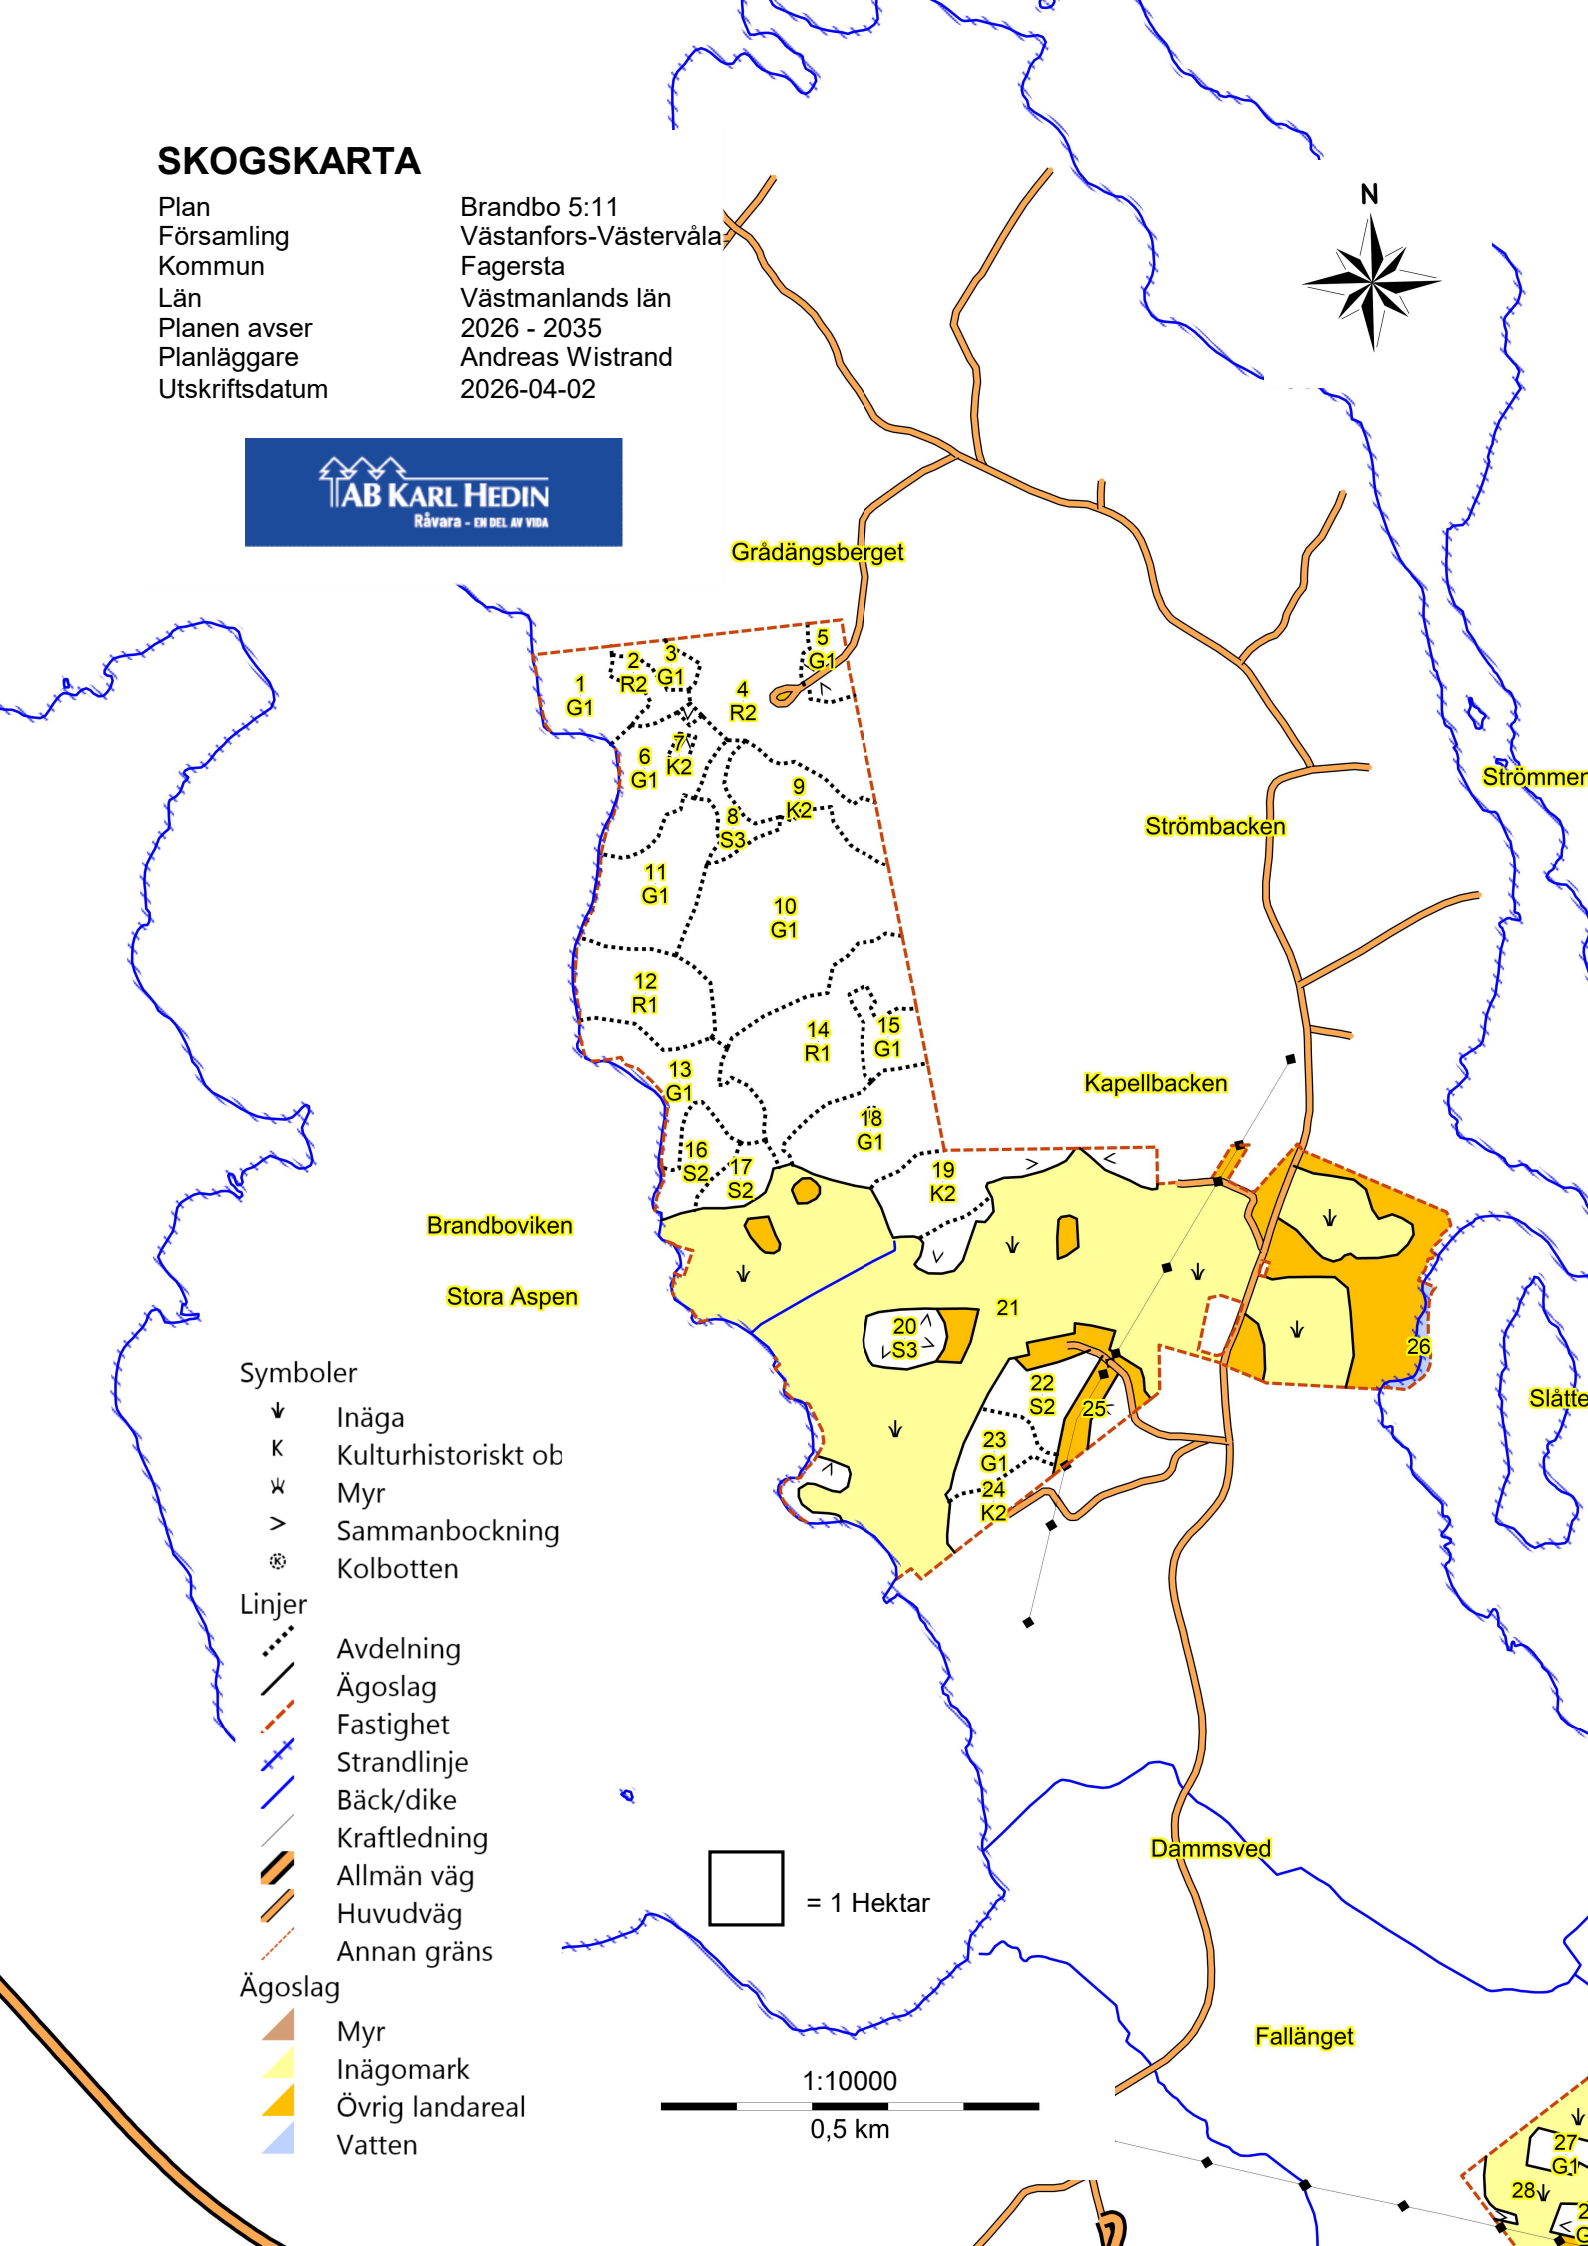 SKOGSKARTA
Plan Brandbo 5:11
Församling Västanfors-Västervåla
Kommun Fagersta
Län Västmanlands län
Planen avser 2026 - 2035
Planläggare Andreas Wistrand
Utskriftsdatum 2026-04-02
N
AB KARL HEDIN
Råvara - EN DEL AV VIDA
Grådängsberget
5
G1
3
G1
2
R2
1
G1
4
R2
7
K2
6
G1
9
K2
8
S3
Strömmen
Strömbacken
11
G1
10
G1
12
R1
14
R1
15
G1
13
G1
Kapellbacken
18
G1
16
S2
17
S2
19
K2
Brandboviken
Stora Aspen
21
20
S3
26
22
S2
25
Slåtte
23
G1
24
K2
Symboler
Inäga
K Kulturhistoriskt ob
Myr
> Sammanbockning
K Kolbotten
Linjer
Avdelning
Ägoslag
Fastighet
Strandlinje
Bäck/dike
Kraftledning
Allmän väg
Huvudväg
Annan gräns
Ägoslag
Myr
Inägomark
Övrig landareal
Vatten
Dammsved
= 1 Hektar
Fallänget
1:10000
0,5 km
27
G1
28
2
G